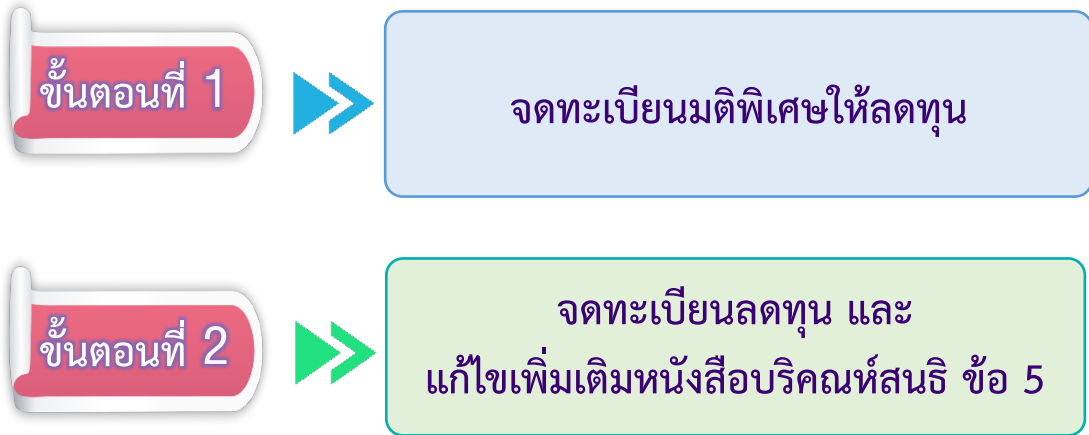 ขั้นตอนที่ 1
จดทะเบียนมติพิเศษให้ลดทุน
ขั้นตอนที่ 2
จดทะเบียนลดทุน และ
แก้ไขเพิ่มเติมหนังสือบริคณห์สนธิ ข้อ 5